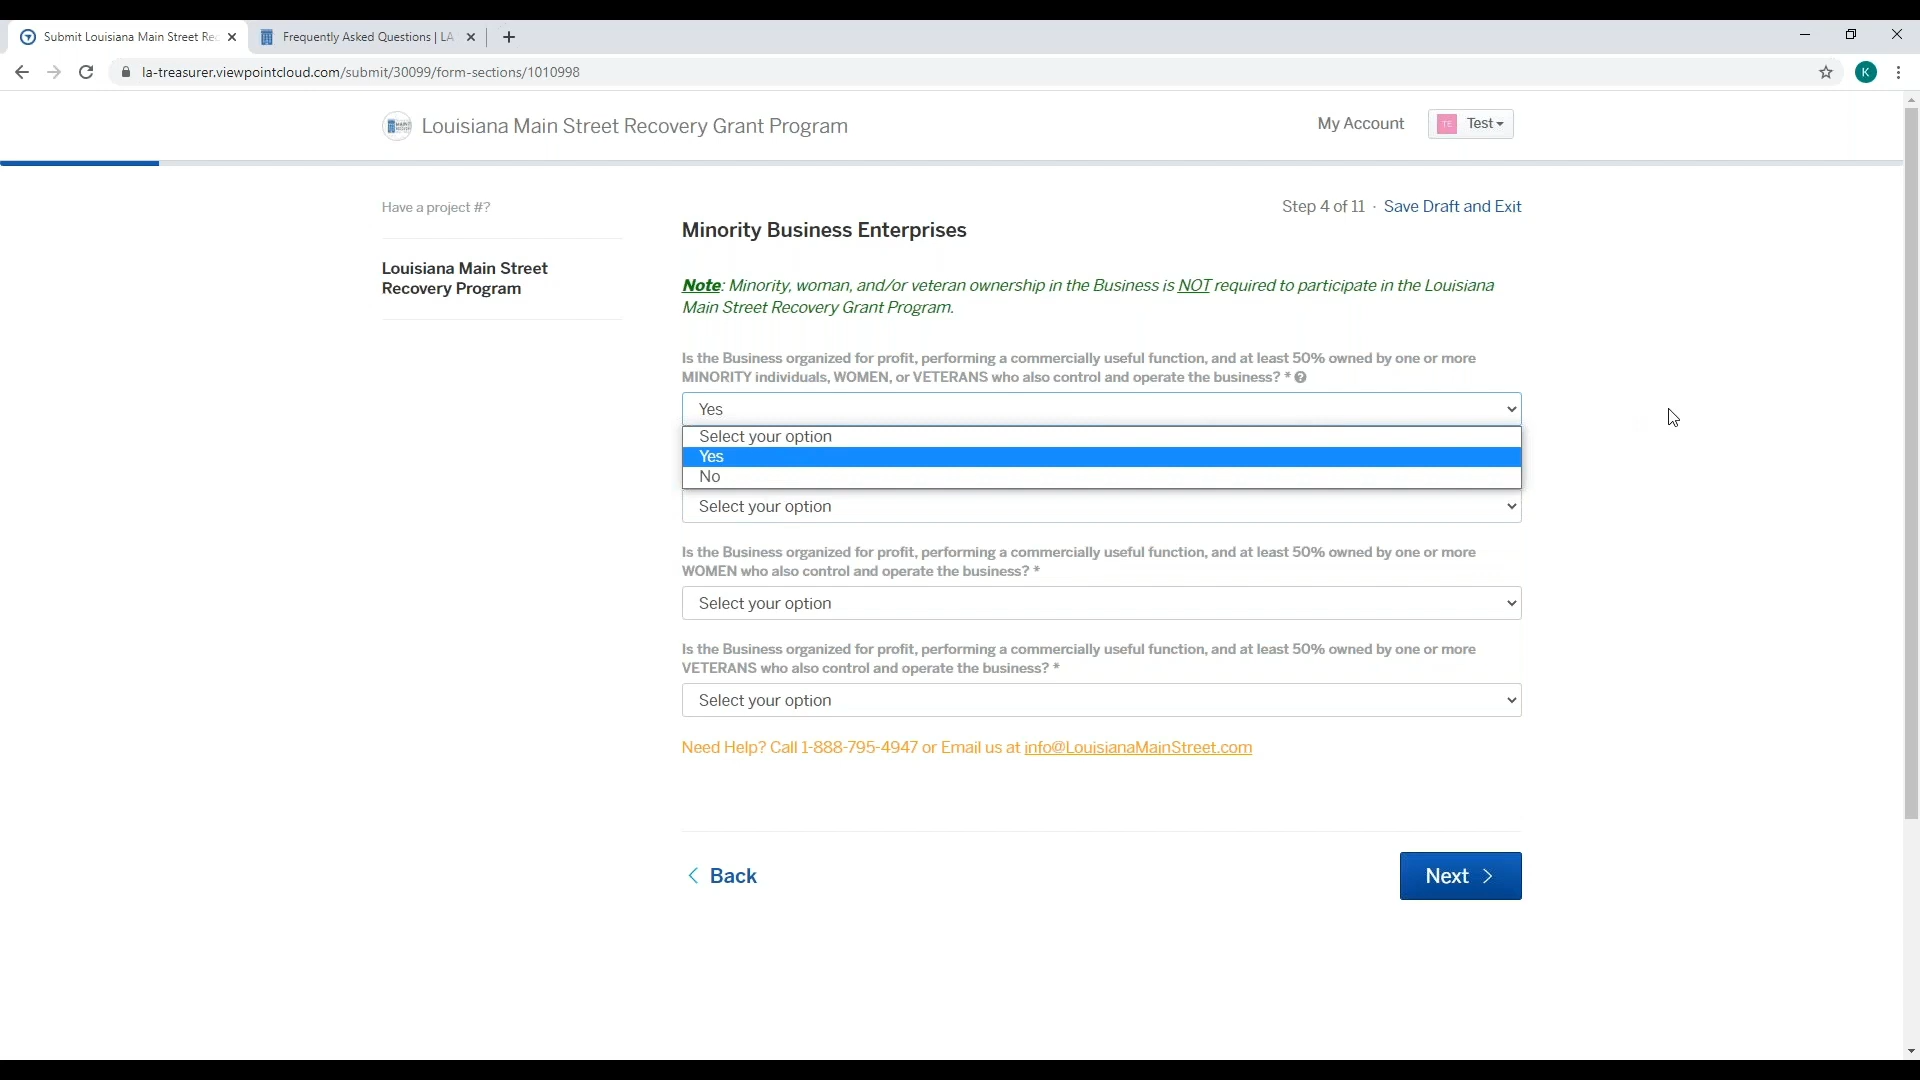 Submit Louisiana Main Street Rec
Frequently Asked Questions | LA
la-treasurer.viewpointcloud.com/submit/30099/form-sections/1010998
K
Louisiana Main Street Recovery Grant Program
My Account
TE Test
Have a project #?
Step 4 of 11 · Save Draft and Exit
Louisiana Main Street
Recovery Program
Minority Business Enterprises
Note: Minority, woman, and/or veteran ownership in the Business is NOT required to participate in the Louisiana
Main Street Recovery Grant Program.
Is the Business organized for profit, performing a commercially useful function, and at least 50% owned by one or more
MINORITY individuals, WOMEN, or VETERANS who also control and operate the business? *
Yes
Select your option
Yes
No
Select your option
Is the Business organized for profit, performing a commercially useful function, and at least 50% owned by one or more
WOMEN who also control and operate the business? *
Select your option
Is the Business organized for profit, performing a commercially useful function, and at least 50% owned by one or more
VETERANS who also control and operate the business? *
Select your option
Need Help? Call 1-888-795-4947 or Email us at info@LouisianaMainStreet.com
Back
Next